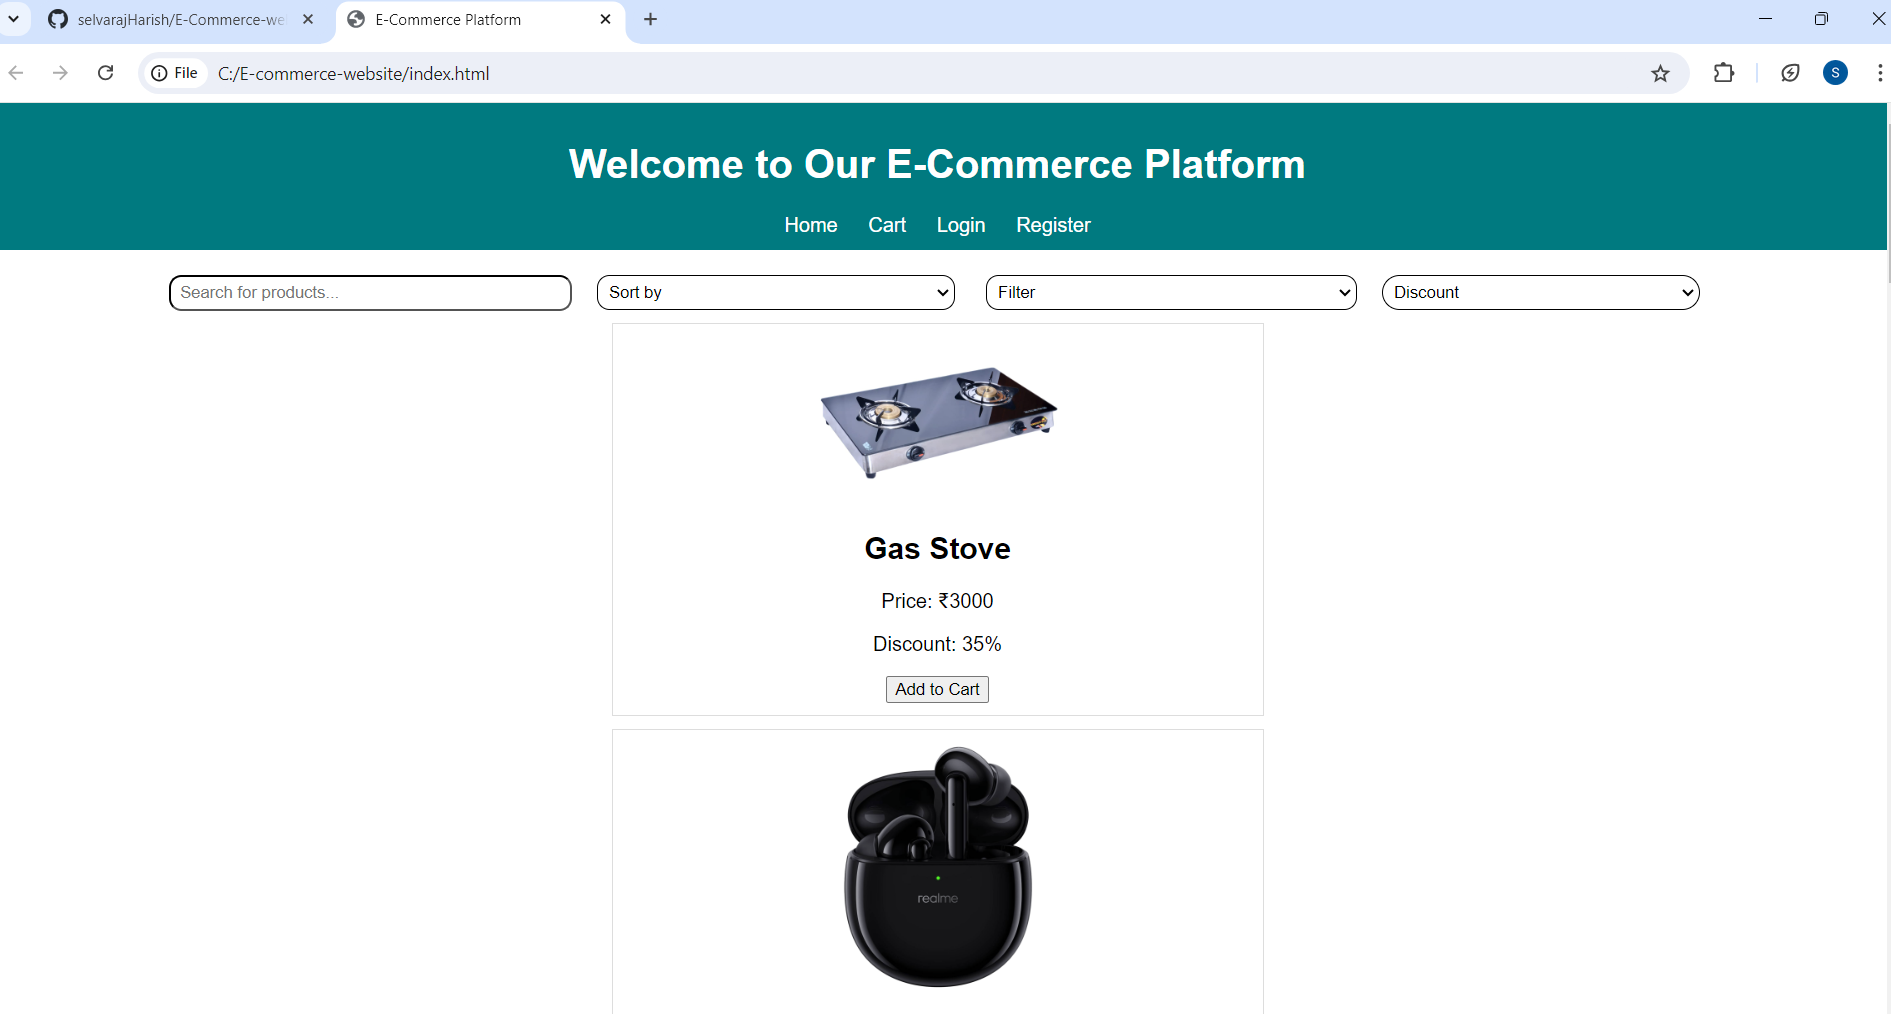 selvarajHarish/E-Commerce-we
E-Commerce Platform
File
C:/E-commerce-website/index.html
S
Welcome to Our E-Commerce Platform
Home Cart Login Register
Search for products...
Sort by
Filter
Discount
Gas Stove
Price: ₹3000
Discount: 35%
Add to Cart
realme